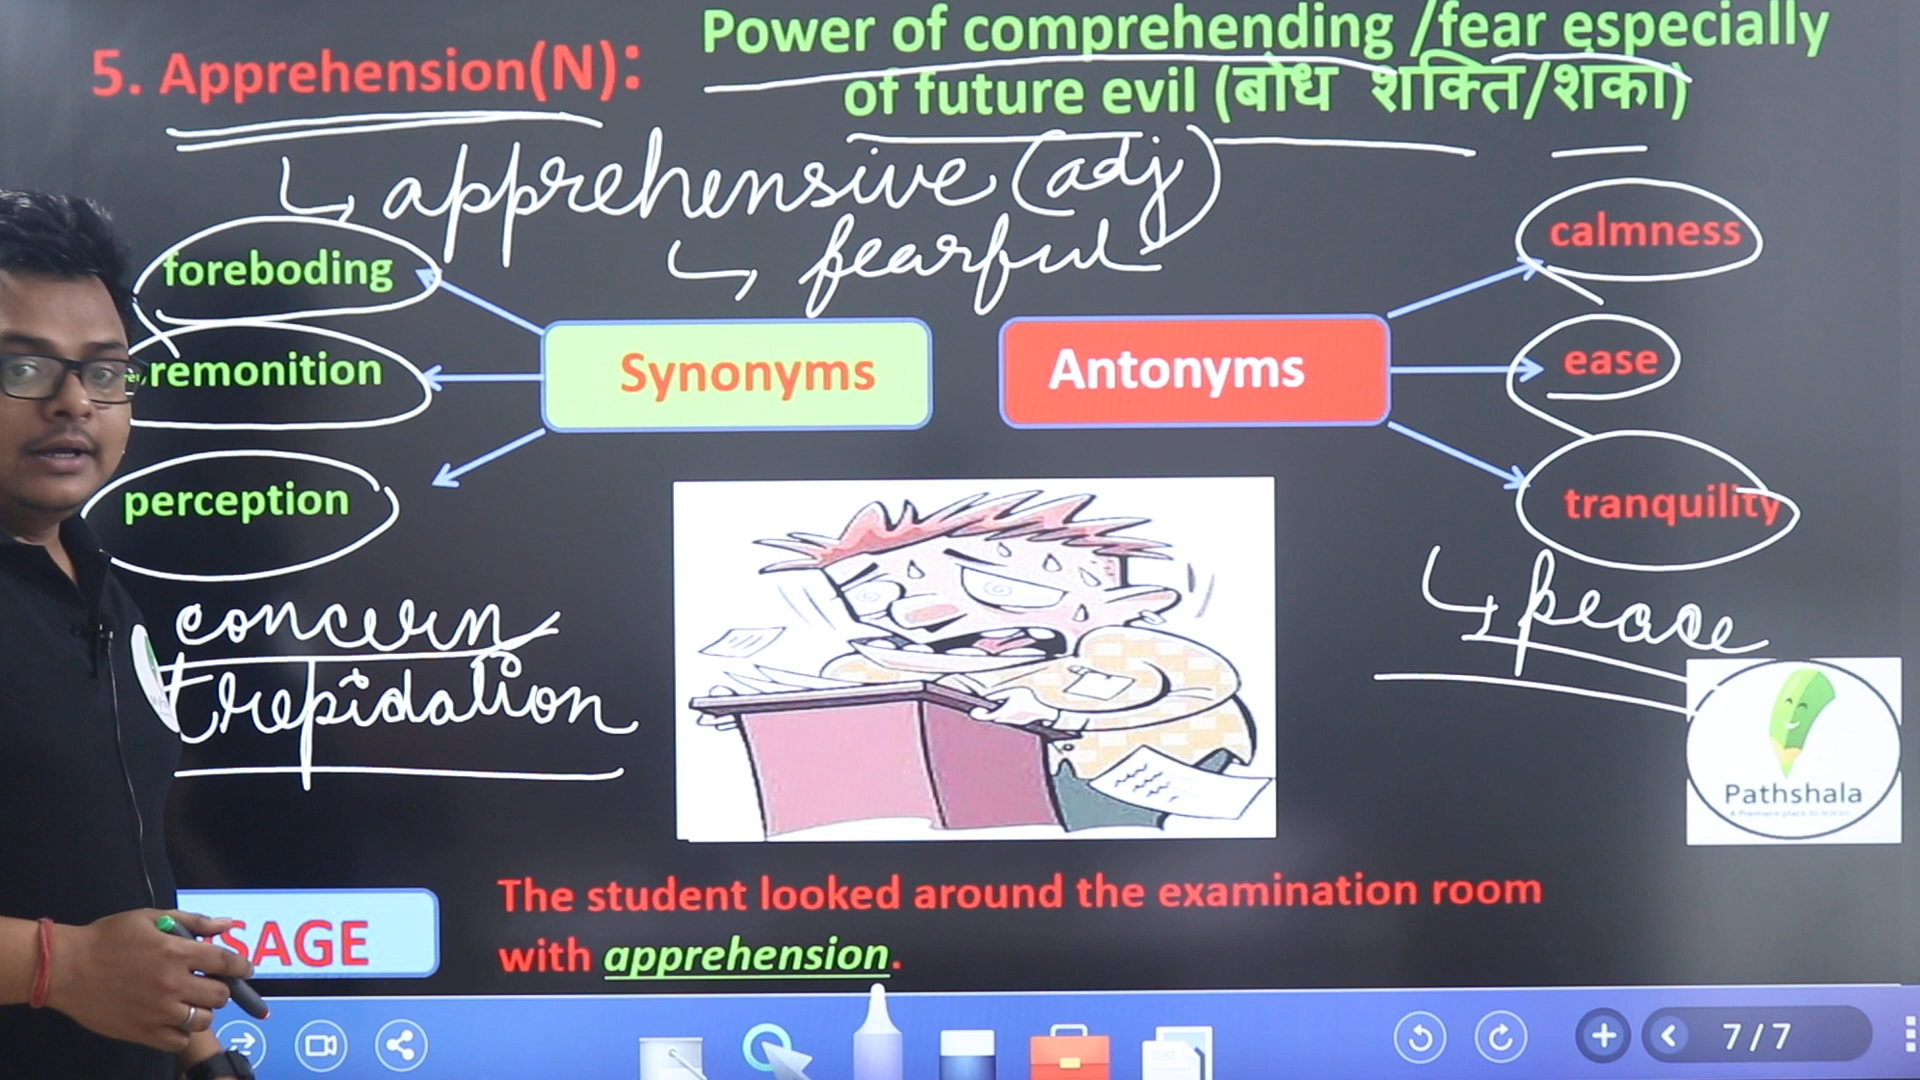 5. Apprehension(N):
Power of comprehending /fear especially
of future evil (बोध शक्ति/शंका)
apprehensive (adj)
fearful
foreboding
remonition
perception
Synonyms
Antonyms
calmness
ease
tranquility
concern
trepidation
peace
Pathshala
SAGE
The student looked around the examination room
with apprehension.
7/7